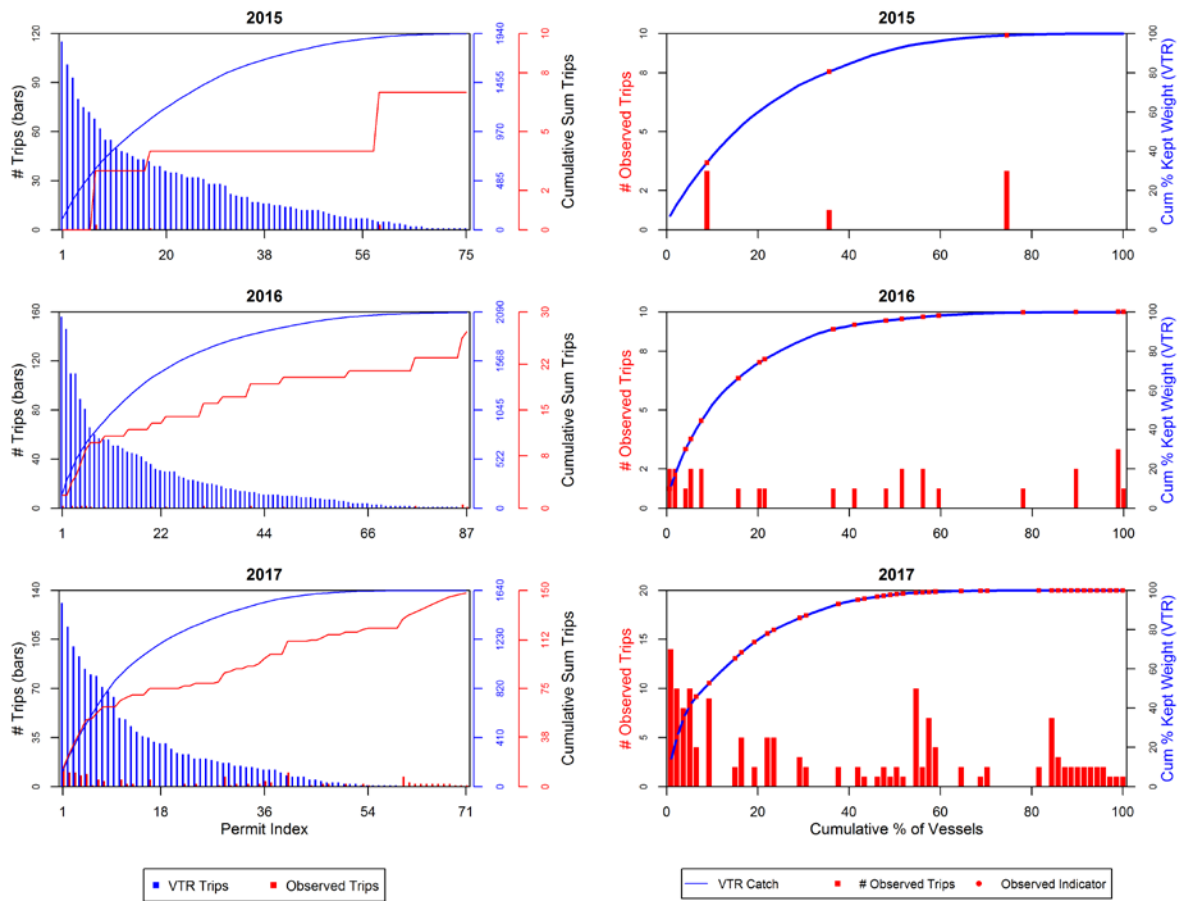 2015
# Trips (bars)
0 30 60 90 120
1 20 38 56 75
0 485 970 1455 1940
0 2 3 5 6 8 10
Cumulative Sum Trips
2015
# Observed Trips
0 2 5 8 10
0 20 40 60 80 100
0 20 40 60 80 100
Cum % Kept Weight (VTR)
2016
# Trips (bars)
0 40 80 120 160
1 22 44 66 87
0 522 1045 1568 2090
0 8 15 22 30
Cumulative Sum Trips
2016
# Observed Trips
0 2 5 8 10
0 20 40 60 80 100
0 20 40 60 80 100
Cum % Kept Weight (VTR)
2017
# Trips (bars)
0 35 70 105 140
1 18 36 54 71
Permit Index
0 410 820 1230 1640
0 38 75 112 150
Cumulative Sum Trips
2017
# Observed Trips
0 5 10 15 20
0 20 40 60 80 100
Cumulative % of Vessels
0 20 40 60 80 100
Cum % Kept Weight (VTR)
VTR Trips Observed Trips
VTR Catch # Observed Trips Observed Indicator